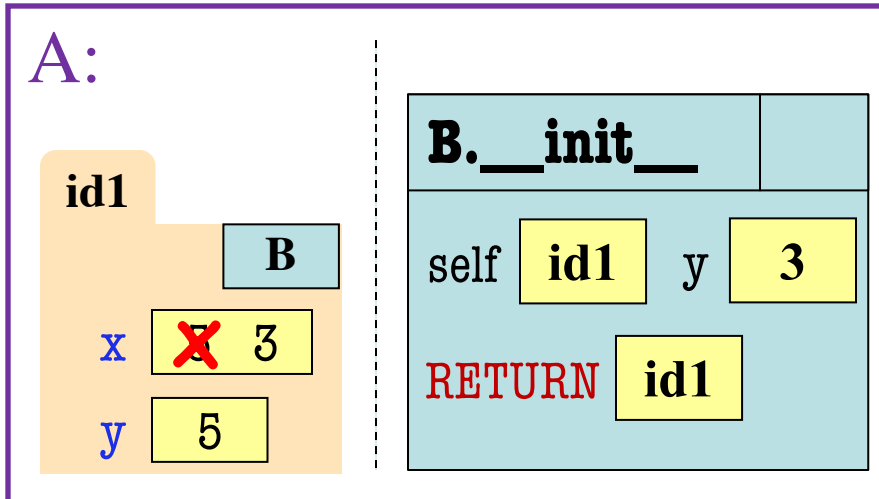 A:
id1
B
x 3
y 5
B.__init__
self id1 y 3
RETURN id1